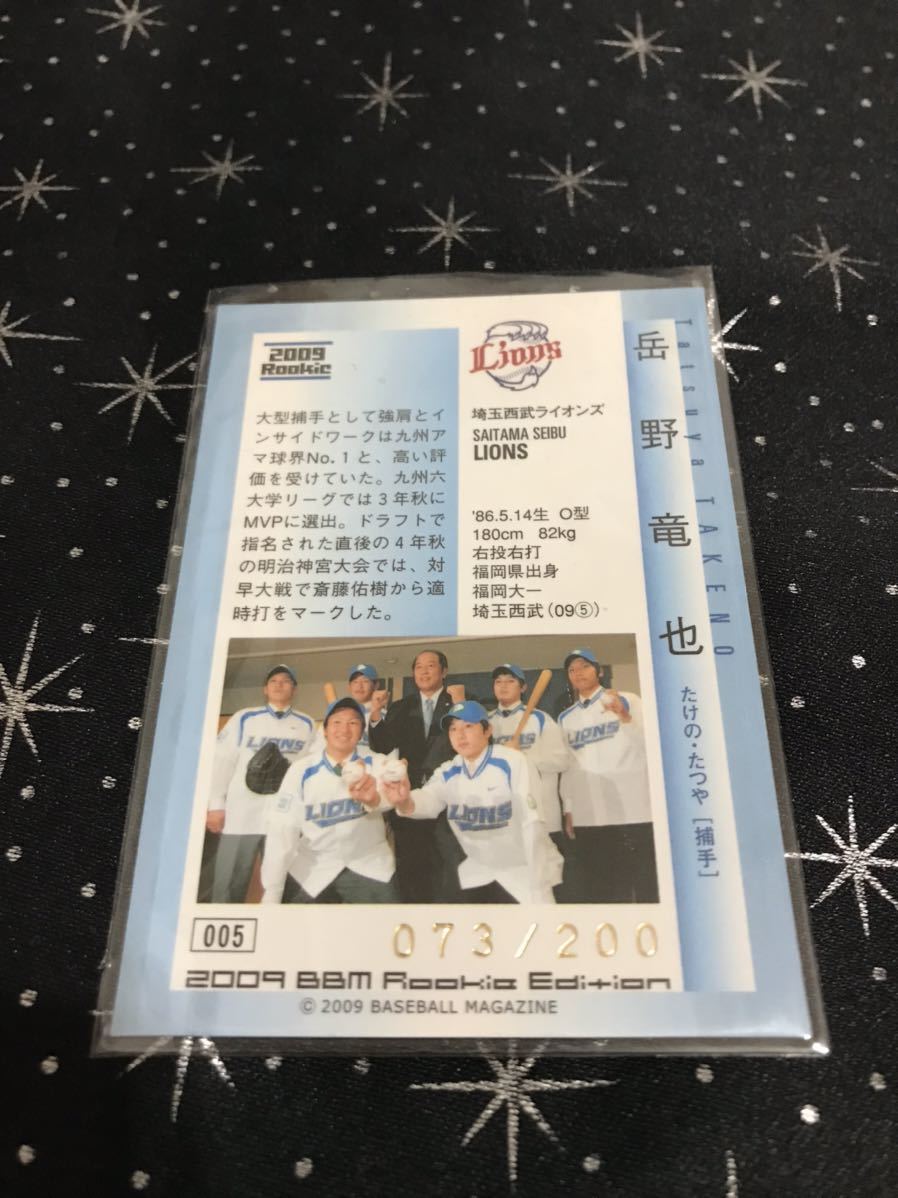 2009
Rookie
大型捕手として強肩とイ
ンサイドワークは九州ア
マ球界No.1と、高い評
価を受けていた。九州六
大学リーグでは3年秋に
MVPに選出。ドラフトで
指名された直後の4年秋
の明治神宮大会では、対
早大戦で斎藤佑樹から適
時打をマークした。
Lions
埼玉西武ライオンズ
SAITAMA SEIBU
LIONS
'86.5.14生 O型
180cm 82kg
右投右打
福岡県出身
福岡大一
埼玉西武(09⑤)
岳野竜也
Tatsuya TAKENO
たけの・たつや[捕手]
LIONS
LIONS
LIONS
LIONS
005
073/200
2009 BBM Rookie Edition
© 2009 BASEBALL MAGAZINE